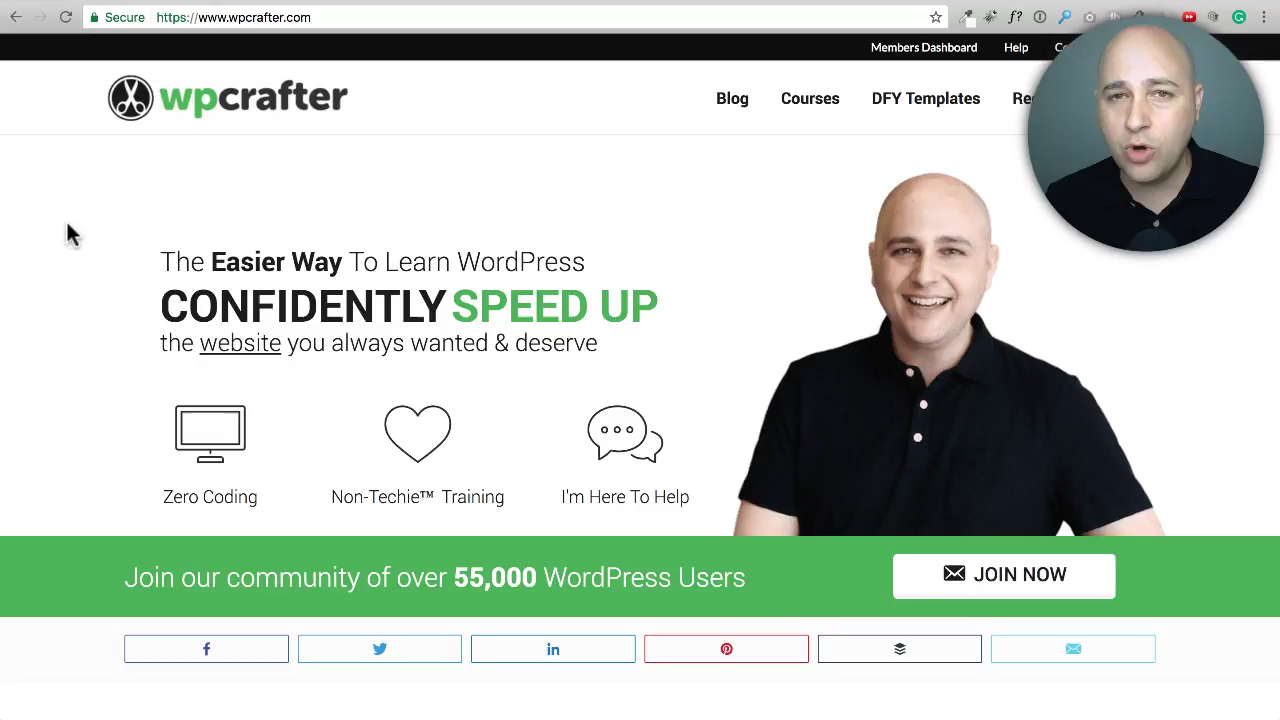 Secure
https://www.wpcrafter.com
f?
Members Dashboard
Help
wpcrafter
Blog
Courses
DFY Templates
The Easier Way To Learn WordPress
CONFIDENTLY SPEED UP
the website you always wanted & deserve
Zero Coding
Non-Techie™ Training
I'm Here To Help
Join our community of over 55,000 WordPress Users
JOIN NOW